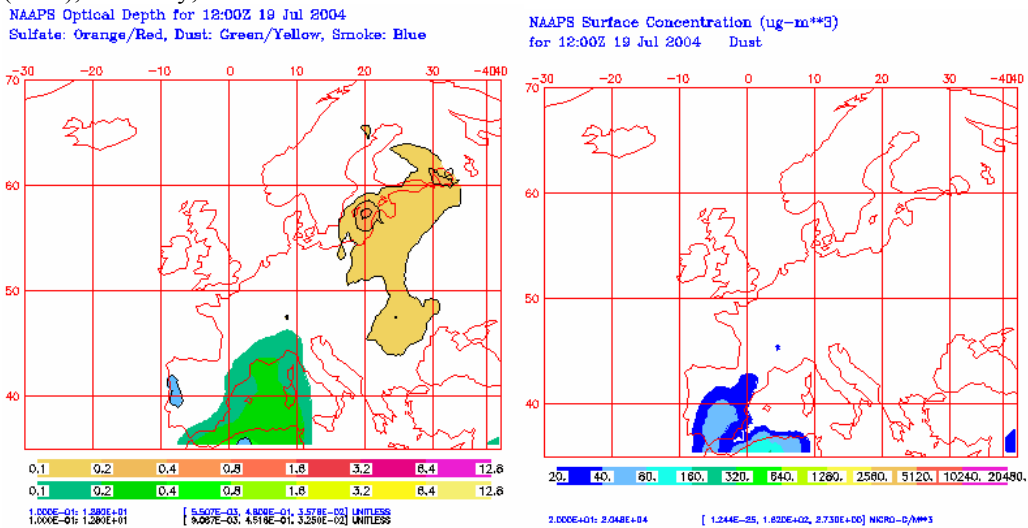 NAAPS Optical Depth for 12:00Z 19 Jul 2004
Sulfate: Orange/Red, Dust: Green/Yellow, Smoke: Blue
-30 -20 -10 0 10 20 30 40
70
60
50
40
0.1 0.2 0.4 0.8 1.6 3.2 6.4 12.8
0.1 0.2 0.4 0.8 1.6 3.2 6.4 12.8
1.000E-01: 1.280E+01 [ 5.507E-03, 4.809E-01, 3.578E-02] UNITLESS
1.000E-01: 1.280E+01 [ 9.067E-03, 4.516E-01, 3.250E-02] UNITLESS
NAAPS Surface Concentration (ug-m**3)
for 12:00Z 19 Jul 2004 Dust
-30 -20 -10 0 10 20 30 40
70
60
50
40
20. 40. 80. 160. 320. 640. 1280. 2560. 5120. 10240. 20480.
2.000E+01: 2.048E+04 [ 1.244E-25, 1.620E+02, 2.730E+00] MICRO-G/M**3